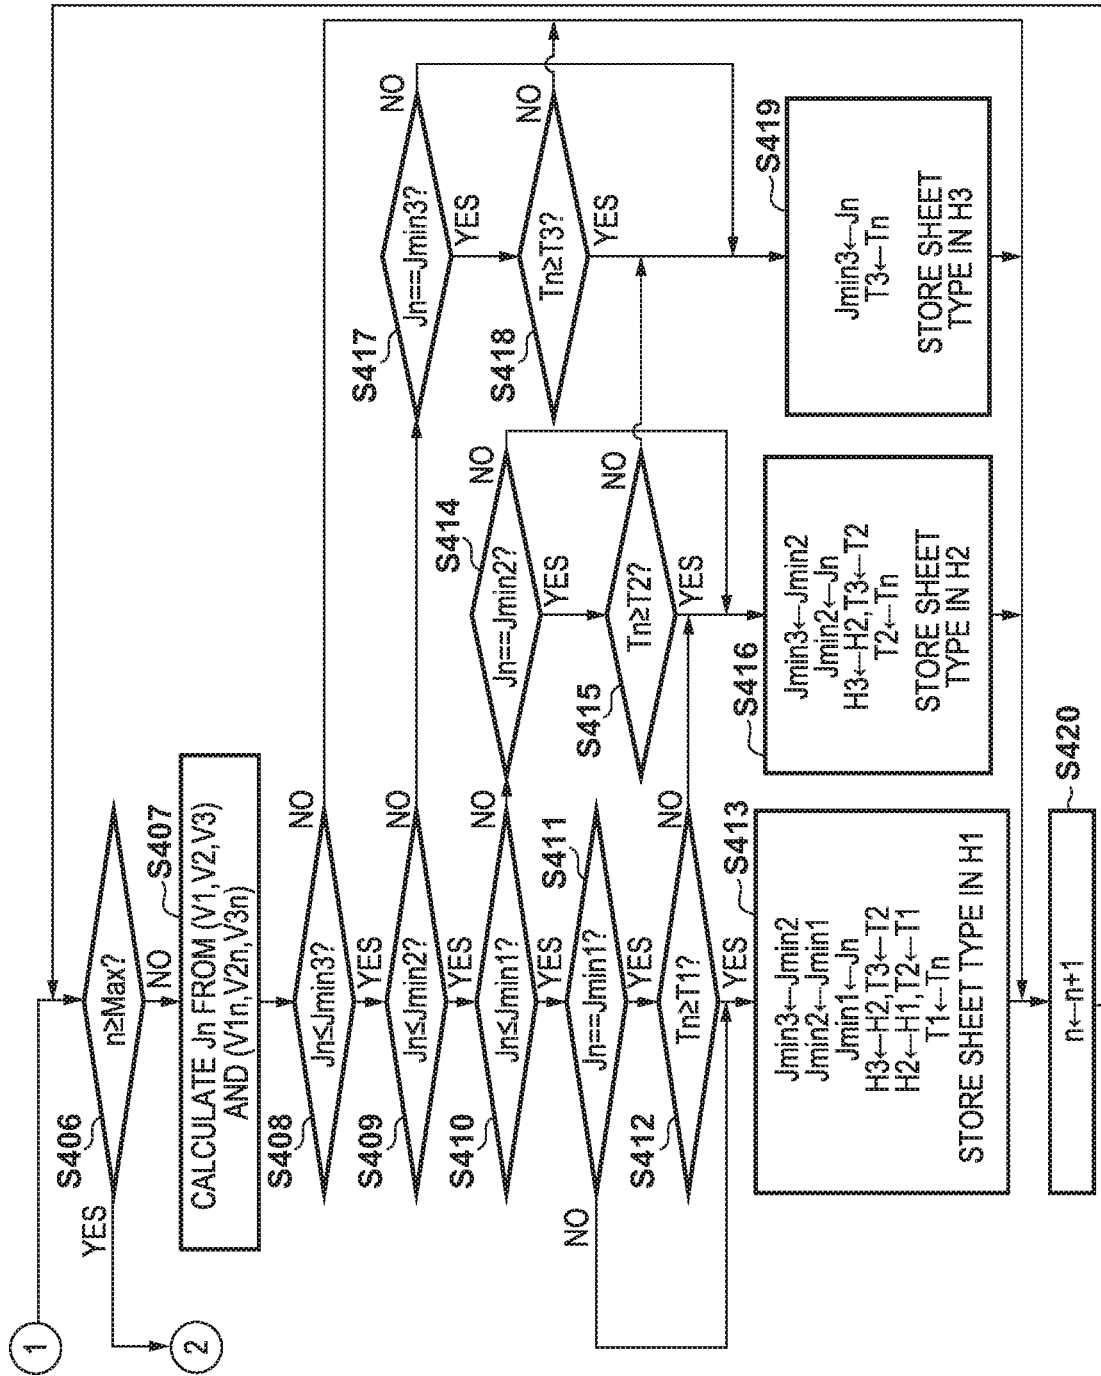 1
S406
n≥Max?
YES
NO
2
S407
CALCULATE Jn FROM (V1,V2,V3)
AND (V1n,V2n,V3n)
S408
Jn≤Jmin3?
NO
YES
S409
Jn≤Jmin2?
NO
YES
S410
Jn≤Jmin1?
NO
YES
S411
Jn==Jmin1?
NO
YES
S412
Tn≥T1?
NO
YES
S413
Jmin3←Jmin2
Jmin2←Jmin1
Jmin1←Jn
H3←H2,T3←T2
H2←H1,T2←T1
T1←Tn
STORE SHEET TYPE IN H1
S414
Jn==Jmin2?
NO
YES
S415
Tn≥T2?
NO
YES
S416
Jmin3←Jmin2
Jmin2←Jn
H3←H2,T3←T2
T2←Tn
STORE SHEET
TYPE IN H2
S417
Jn==Jmin3?
NO
YES
S418
Tn≥T3?
NO
YES
S419
Jmin3←Jn
T3←Tn
STORE SHEET
TYPE IN H3
S420
n←n+1